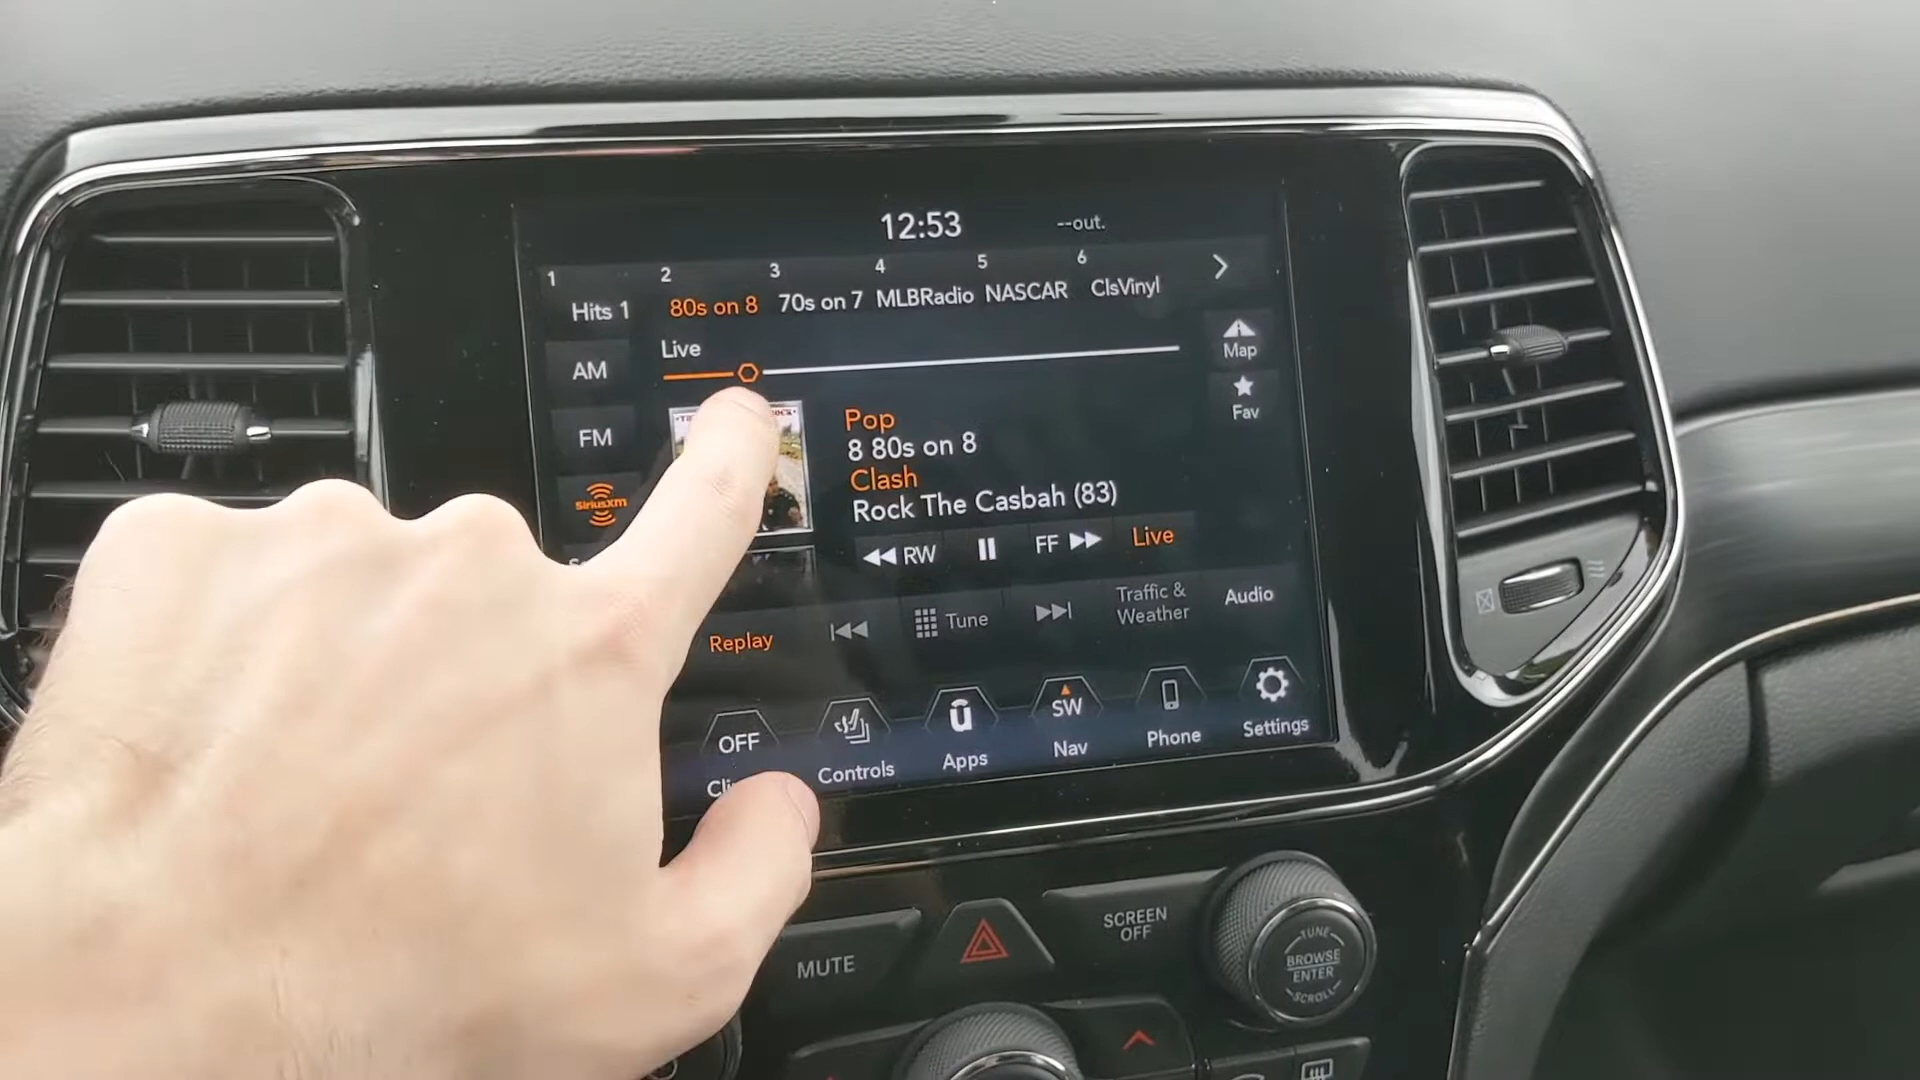 12:53
--out.
1 2 3 4 5 6
Hits 1 80s on 8 70s on 7 MLBRadio NASCAR ClsVinyl
Live
Map
AM
Fav
Pop
FM
8 80s on 8
Clash
SiriusXM
Rock The Casbah (83)
RW
FF
Live
Replay
Tune
Traffic &
Weather
Audio
OFF
SW
Controls
Apps
Nav
Phone
Settings
MUTE
SCREEN
OFF
TUNE
BROWSE
ENTER
SCROLL